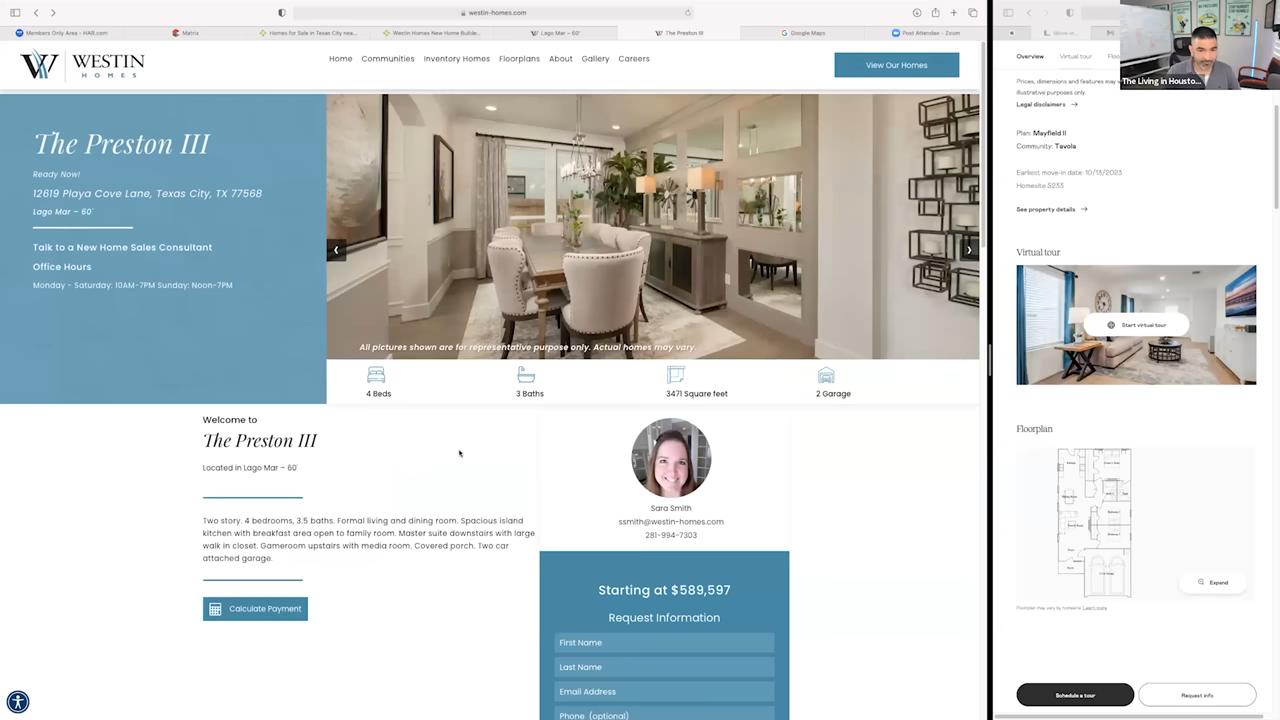 westin-homes.com
Members Only Area - HAR.com
Matrix
Homes for Sale in Texas City nea...
Westin Homes New Home Builde...
Lago Mar – 60'
The Preston III
Google Maps
Post Attendee - Zoom
WESTIN
HOMES
Home
Communities
Inventory Homes
Floorplans
About
Gallery
Careers
View Our Homes
The Preston III
Ready Now!
12619 Playa Cove Lane, Texas City, TX 77568
Lago Mar – 60'
Talk to a New Home Sales Consultant
Office Hours
Monday - Saturday: 10AM-7PM Sunday: Noon-7PM
All pictures shown are for representative purpose only. Actual homes may vary.
4 Beds
3 Baths
3471 Square feet
2 Garage
Welcome to
The Preston III
Located in Lago Mar – 60'
Two story. 4 bedrooms, 3.5 baths. Formal living and dining room. Spacious island
kitchen with breakfast area open to family room. Master suite downstairs with large
walk in closet. Gameroom upstairs with media room. Covered porch. Two car
attached garage.
Calculate Payment
Sara Smith
ssmith@westin-homes.com
281-994-7303
Starting at $589,597
Request Information
First Name
Last Name
Email Address
Phone (optional)
Overview
Virtual tour
Floo
The Living in Housto...
Prices, dimensions and features may
illustrative purposes only.
Legal disclaimers
Plan: Mayfield II
Community: Tavola
Earliest move-in date: 10/13/2023
Homesite S233
See property details
Virtual tour
Start virtual tour
Floorplan
Expand
Floorplan may vary by homesite. Learn more
Schedule a tour
Request info